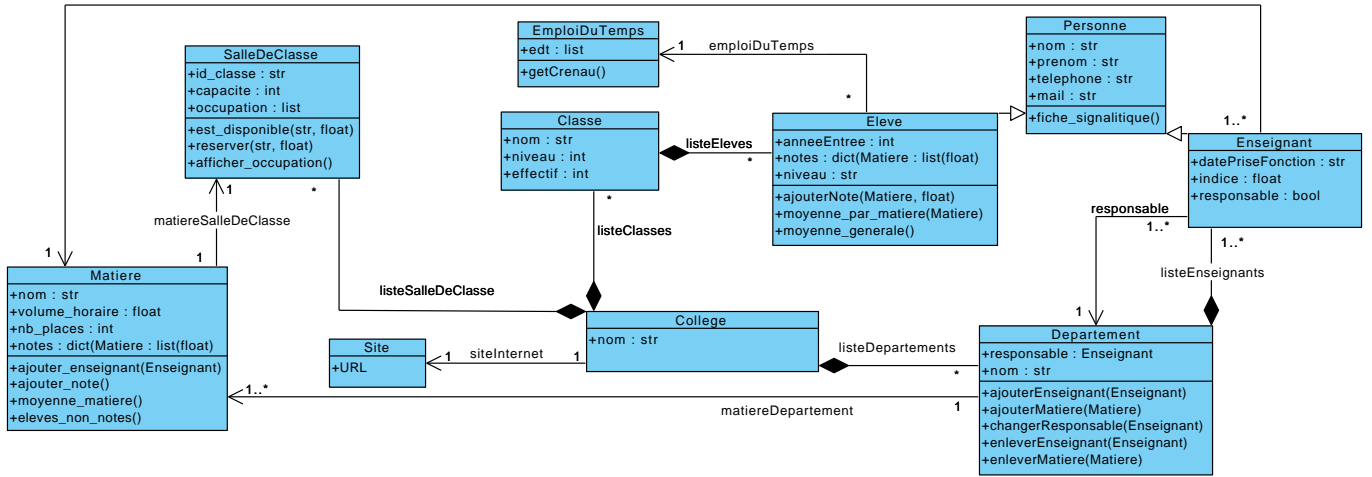 SalleDeClasse
+id_classe : str
+capacite : int
+occupation : list
+est_disponible(str, float)
+reserver(str, float)
+afficher_occupation()
EmploiDuTemps
+edt : list
+getCrenau()
1
emploiDuTemps
*
Personne
+nom : str
+prenom : str
+telephone : str
+mail : str
+fiche_signalitique()
Classe
+nom : str
+niveau : int
+effectif : int
listeEleves
*
Eleve
+anneeEntree : int
+notes : dict(Matiere : list(float)
+niveau : str
+ajouterNote(Matiere, float)
+moyenne_par_matiere(Matiere)
+moyenne_generale()
1..*
Enseignant
+datePriseFonction : str
+indice : float
+responsable : bool
1
*
matiereSalleDeClasse
1
1
*
listeClasses
responsable
1..*
1
1..*
listeEnseignants
Matiere
+nom : str
+volume_horaire : float
+nb_places : int
+notes : dict(Matiere : list(float)
+ajouter_enseignant(Enseignant)
+ajouter_note()
+moyenne_matiere()
+eleves_non_notes()
listeSalleDeClasse
College
+nom : str
Site
+URL
1
siteInternet
1
listeDepartements
*
Departement
+responsable : Enseignant
+nom : str
+ajouterEnseignant(Enseignant)
+ajouterMatiere(Matiere)
+changerResponsable(Enseignant)
+enleverEnseignant(Enseignant)
+enleverMatiere(Matiere)
1..*
matiereDepartement
1